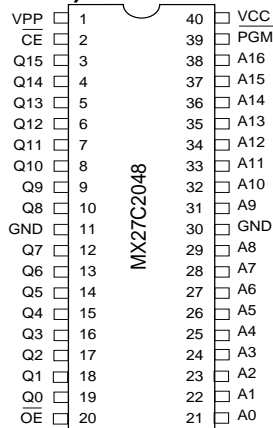 VPP 1 40 VCC
CE 2 39 PGM
Q15 3 38 A16
Q14 4 37 A15
Q13 5 36 A14
Q12 6 35 A13
Q11 7 34 A12
Q10 8 33 A11
Q9 9 32 A10
Q8 10 31 A9
GND 11 30 GND
Q7 12 29 A8
Q6 13 28 A7
Q5 14 27 A6
Q4 15 26 A5
Q3 16 25 A4
Q2 17 24 A3
Q1 18 23 A2
Q0 19 22 A1
OE 20 21 A0
MX27C2048